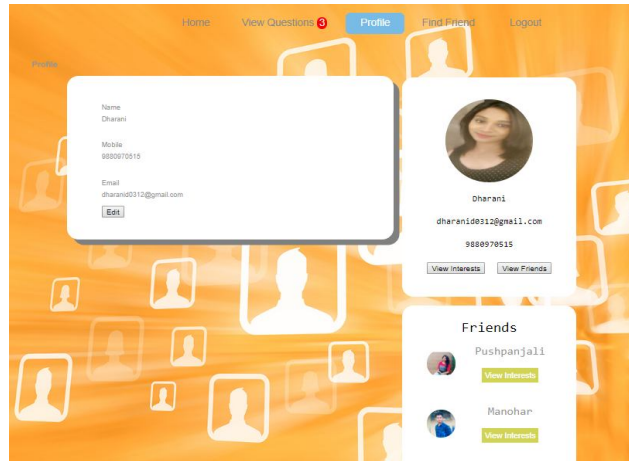 Home View Questions 3 Profile Find Friend Logout
Profile
Name
Dharani
Mobile
9880970515
Email
dharanid0312@gmail.com
Edit
Dharani
dharanid0312@gmail.com
9880970515
View Interests View Friends
Friends
Pushpanjali
View Interests
Manohar
View Interests